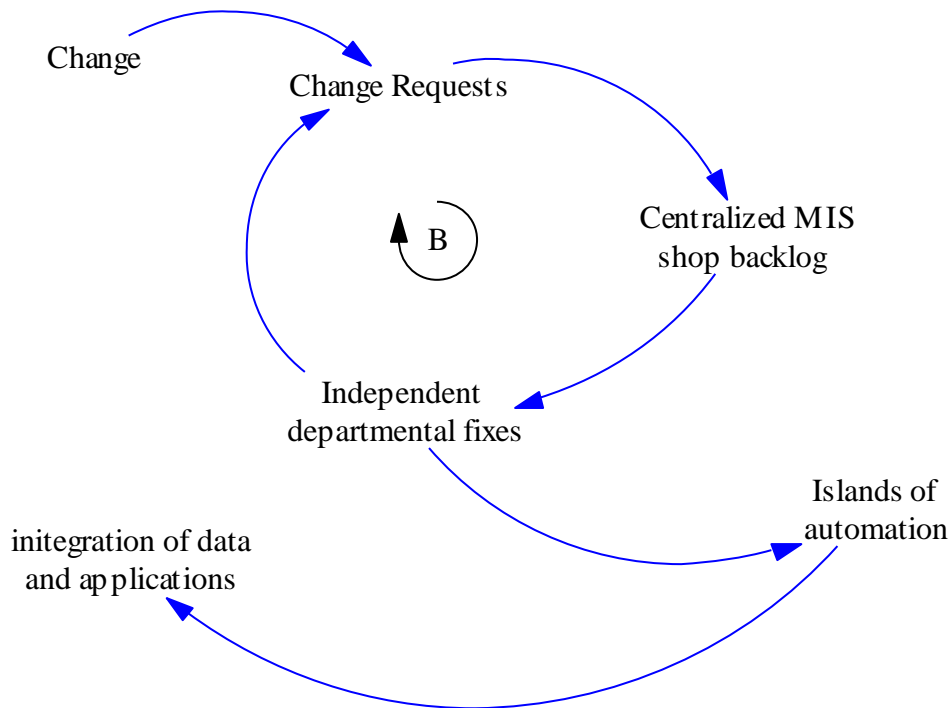 Change
Change Requests
Centralized MIS
shop backlog
B
Independent
departmental fixes
Islands of
automation
initegration of data
and applications